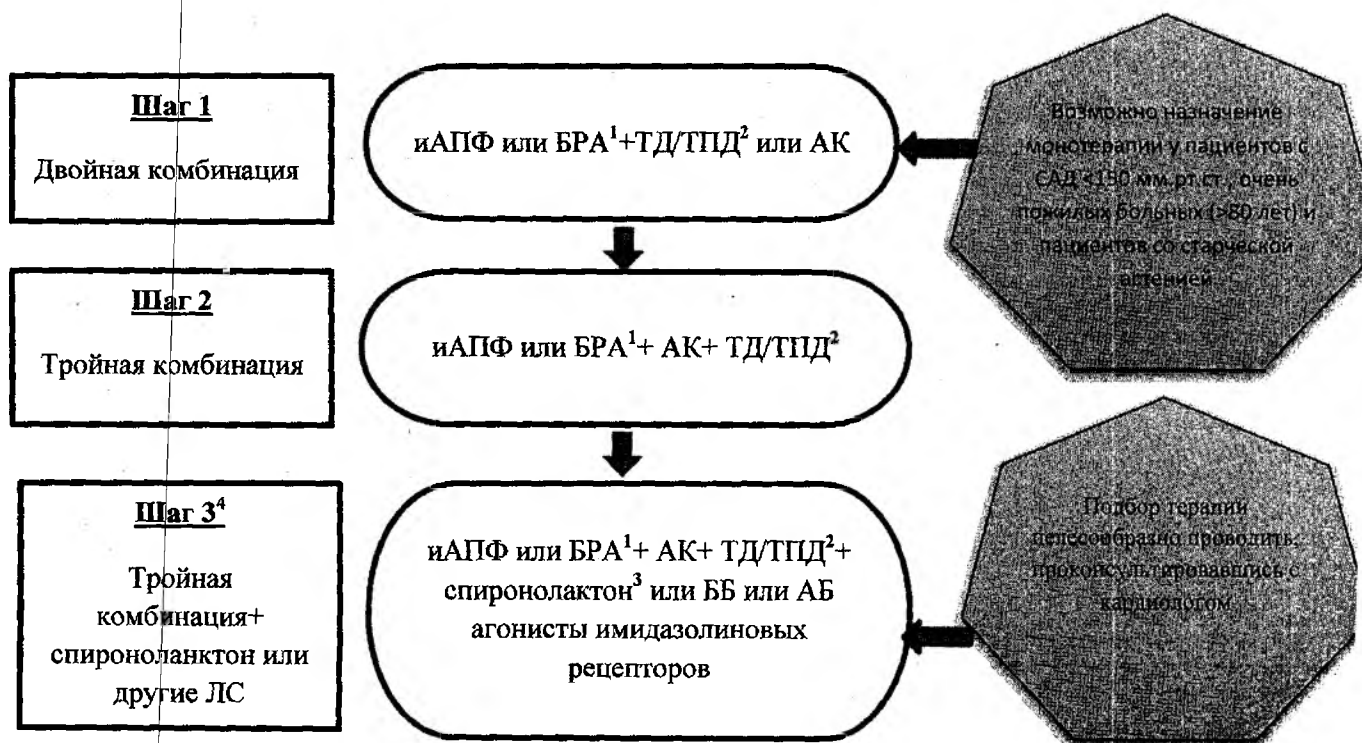 Шаг 1
Двойная комбинация
иАПФ или БРА¹+ТД/ТПД² или АК
Возможно назначение
монотерапии у пациентов с
САД <150 мм.рт.ст., очень
пожилых больных (>80 лет) и
пациентов со старческой
астенией
Шаг 2
Тройная комбинация
иАПФ или БРА¹+ АК+ ТД/ТПД²
Шаг 3⁴
Тройная
комбинация+
спироноланктон или
другие ЛС
иАПФ или БРА¹+ АК+ ТД/ТПД²+
спиронолактон³ или ББ или АБ
агонисты имидазолиновых
рецепторов
Подбор терапии
целесообразно проводить,
проконсультировавшись с
кардиологом